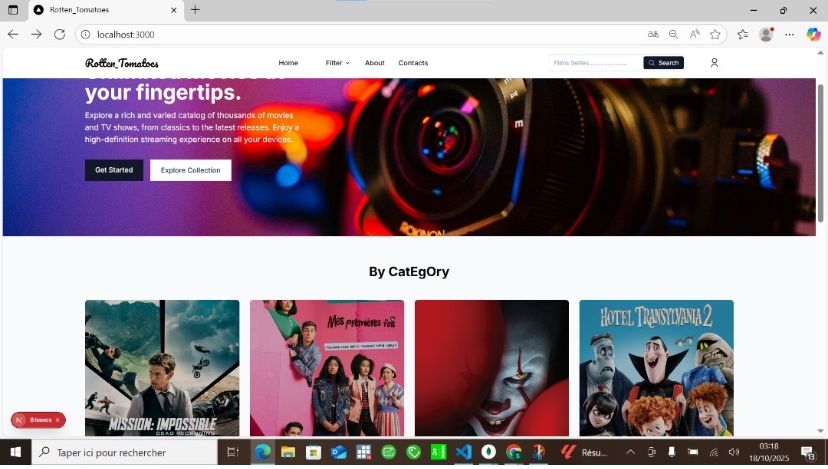 Rotten_Tomatoes
localhost:3000
Rotten_Tomatoes
Home
Filter
About
Contacts
Films Series
Search
your fingertips.
Explore a rich and varied catalog of thousands of movies
and TV shows, from classics to the latest releases. Enjoy a
high-definition streaming experience on all your devices.
Get Started
Explore Collection
ROKINON
By CatEgOry
MISSION: IMPOSSIBLE
DEAD RECKONING
Mes premières fois
HOTEL TRANSYLVANIA 2
N
Taper ici pour rechercher
Résu...
03:18
18/10/2025
13